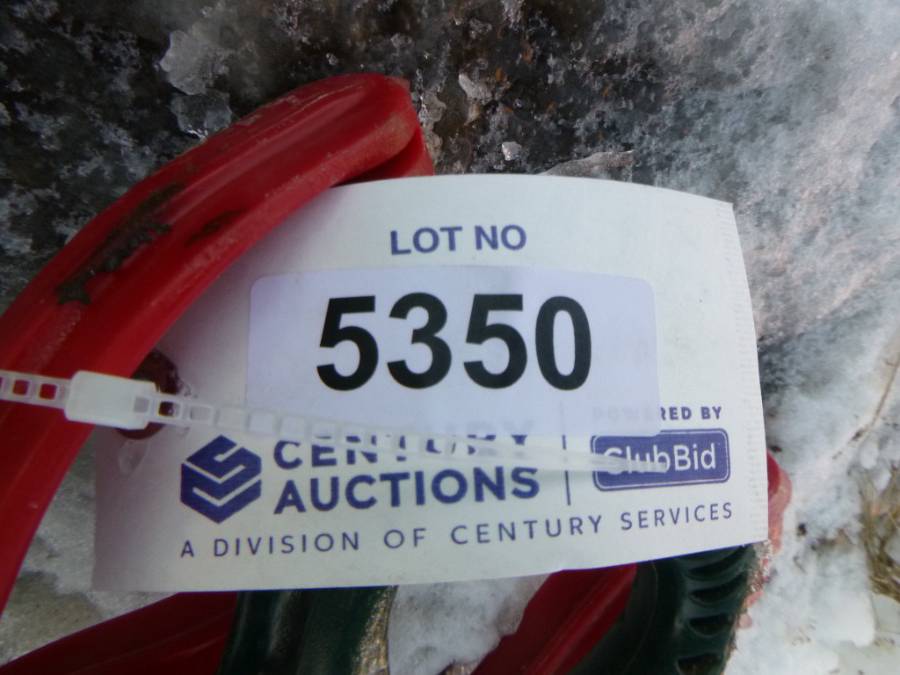 LOT NO
5350
CENTURY
AUCTIONS
POWERED BY
ClubBid
A DIVISION OF CENTURY SERVICES